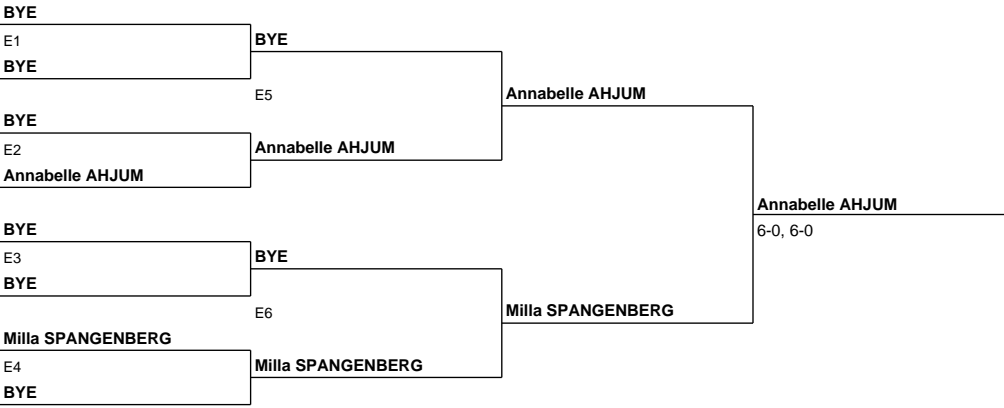 BYE
E1
BYE
BYE
E5
Annabelle AHJUM
BYE
E2
Annabelle AHJUM
Annabelle AHJUM
Annabelle AHJUM
6-0, 6-0
BYE
E3
BYE
BYE
E6
Milla SPANGENBERG
Milla SPANGENBERG
E4
Milla SPANGENBERG
BYE